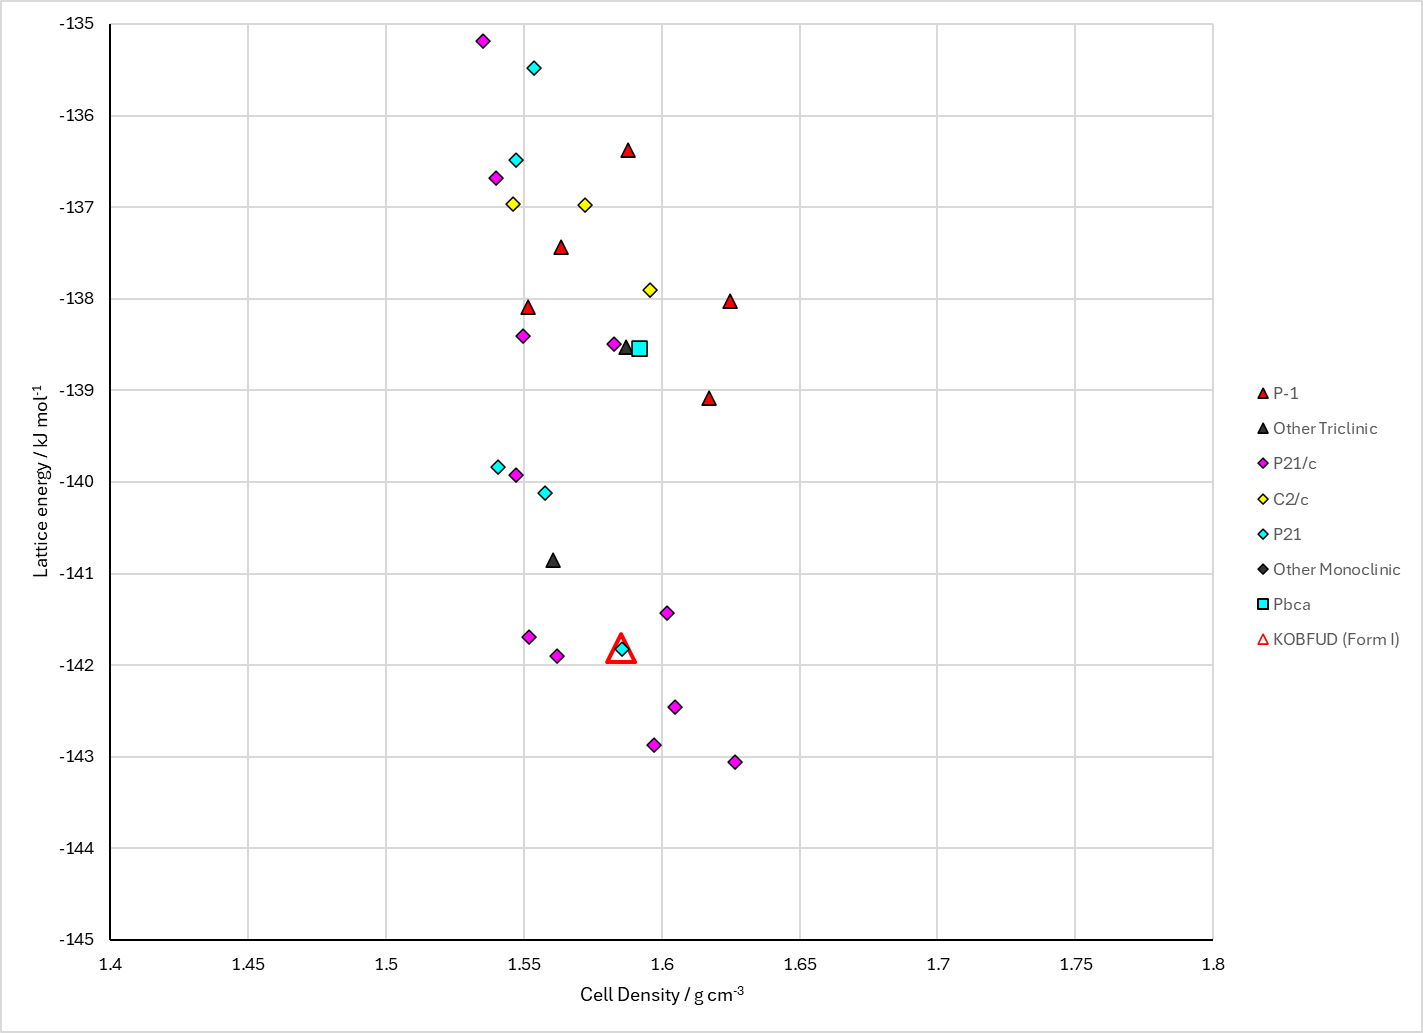 -135
-136
-137
-138
-139
-140
-141
-142
-143
-144
-145
Lattice energy / kJ mol⁻¹
1.4 1.45 1.5 1.55 1.6 1.65 1.7 1.75 1.8
Cell Density / g cm⁻³
P-1
Other Triclinic
P21/c
C2/c
P21
Other Monoclinic
Pbca
KOBFUD (Form I)